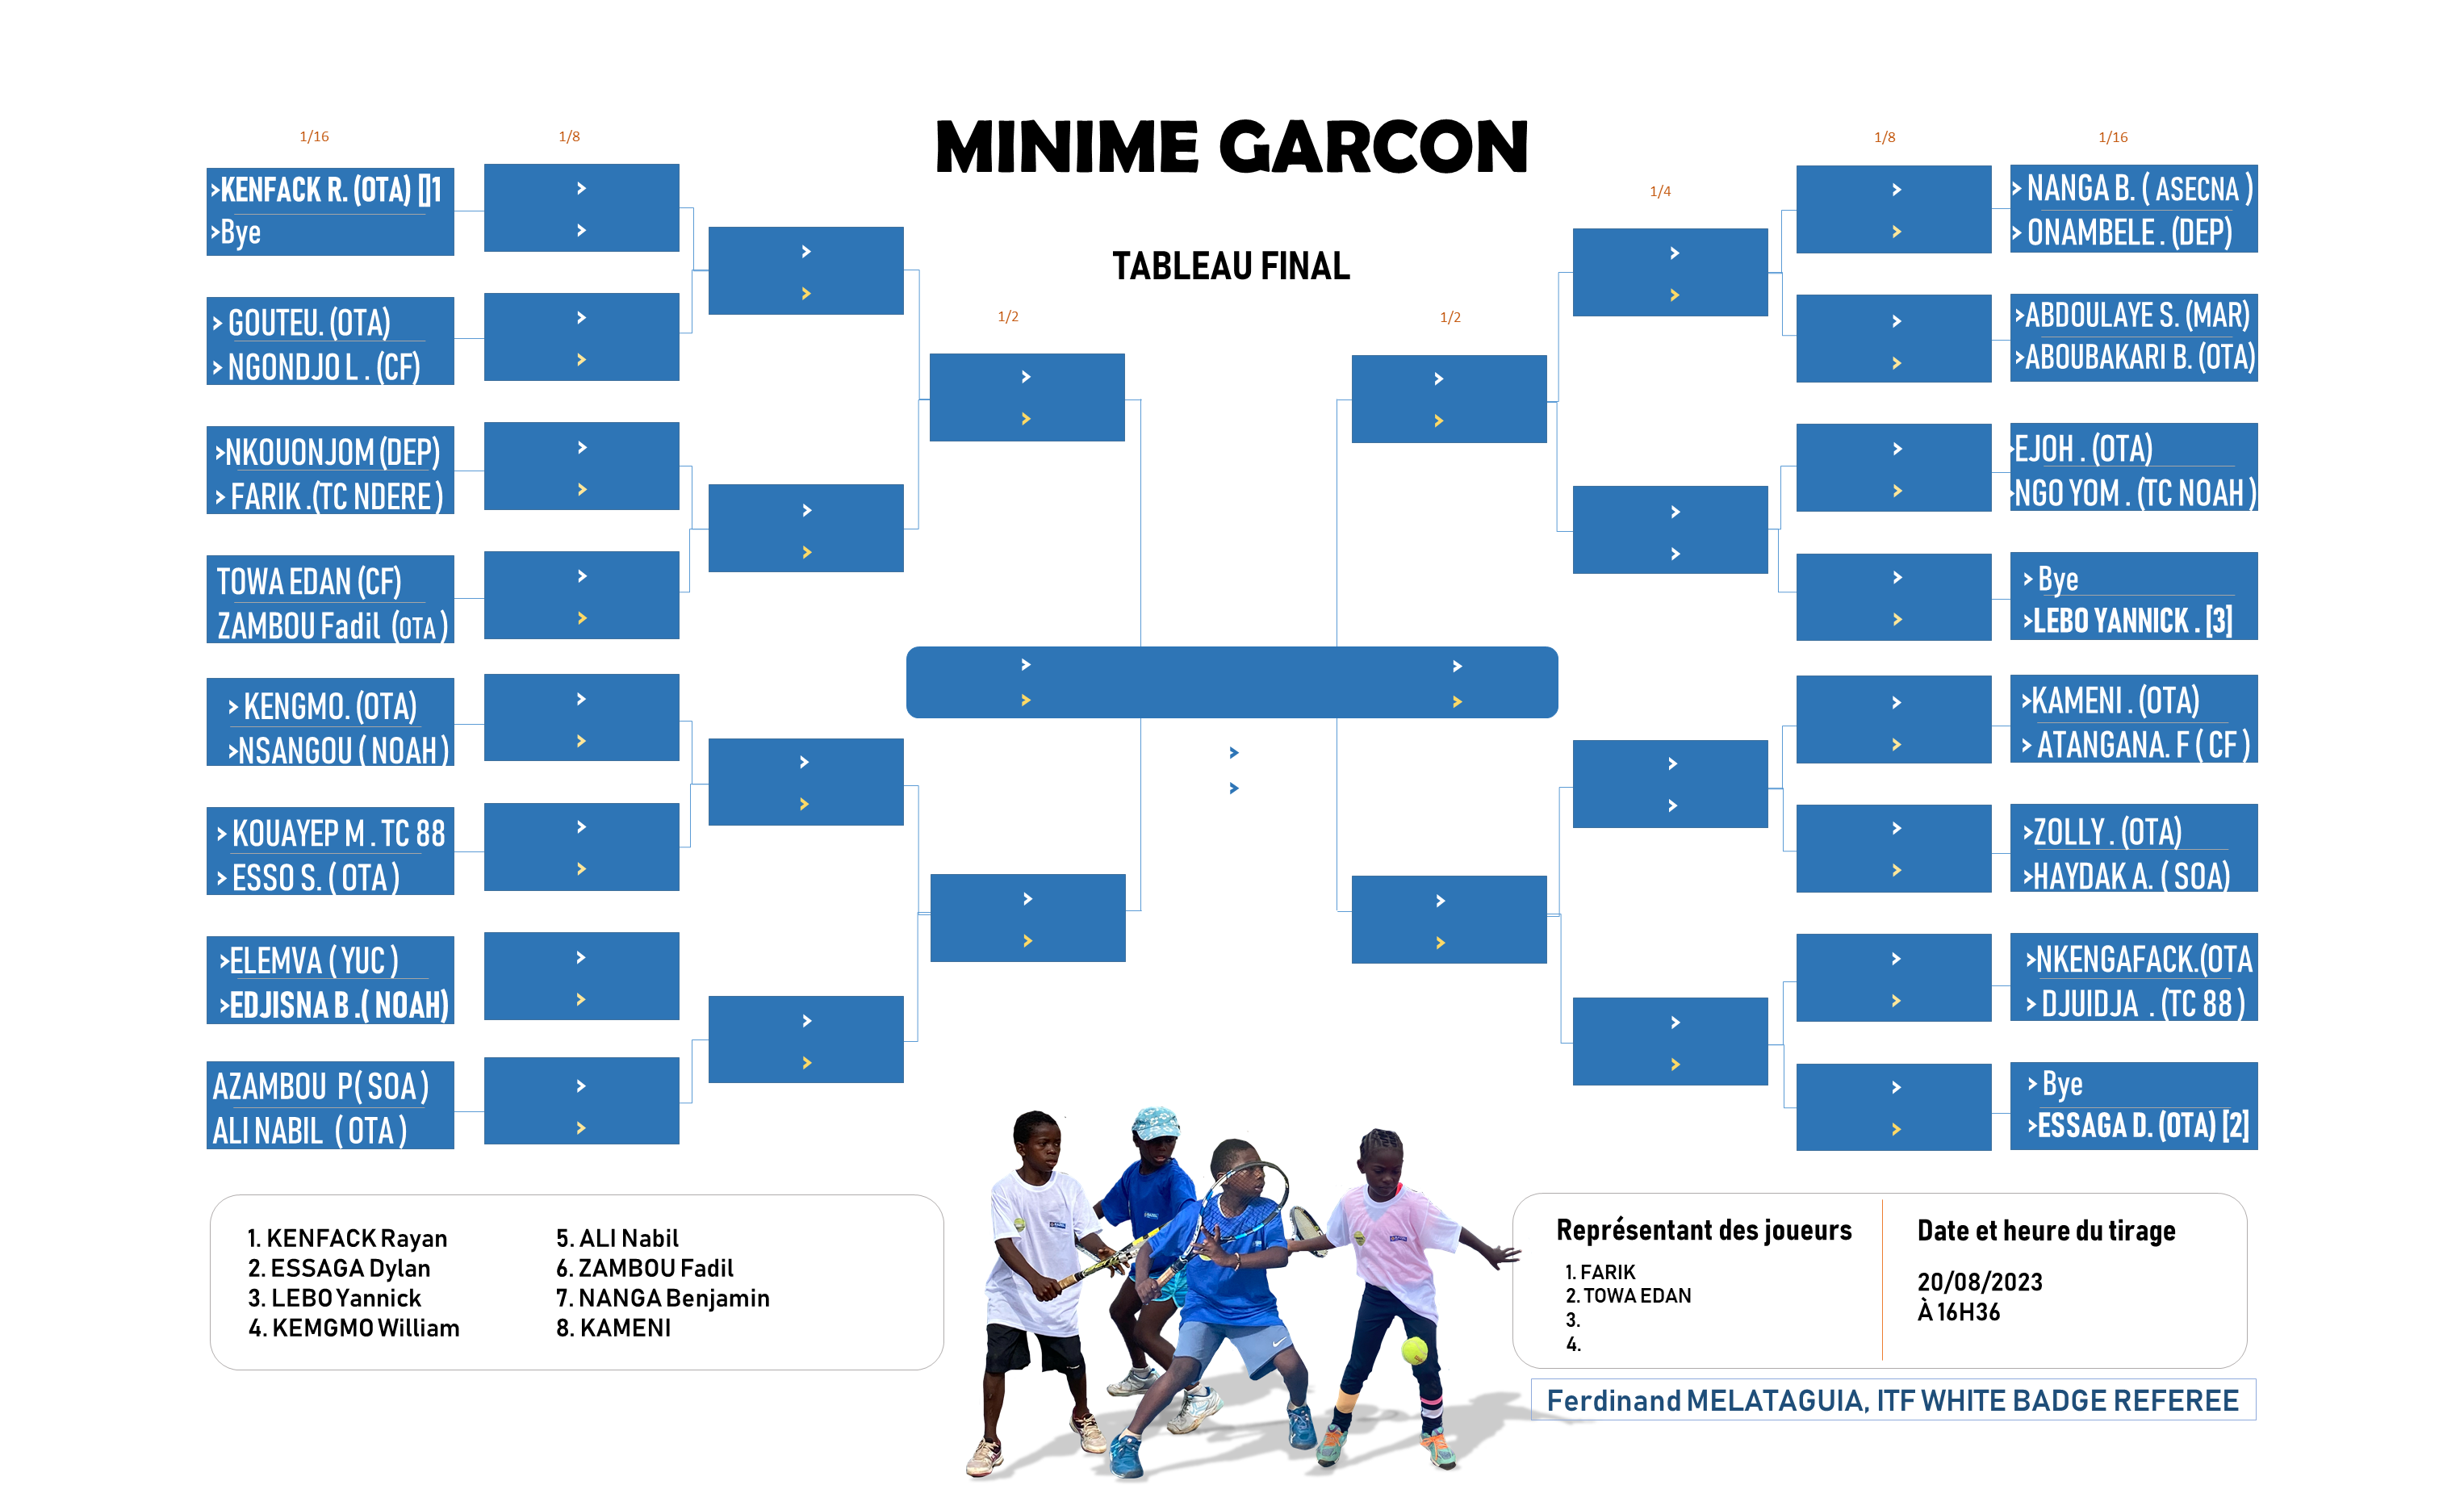 MINIME GARCON
TABLEAU FINAL
1/16
1/8
1/2
1/2
1/4
1/8
1/16
>KENFACK R. (OTA) []1
>Bye
> GOUTEU. (OTA)
> NGONDJO L . (CF)
>NKOUONJOM (DEP)
> FARIK .(TC NDERE )
TOWA EDAN (CF)
ZAMBOU Fadil (OTA )
> KENGMO. (OTA)
>NSANGOU ( NOAH )
> KOUAYEP M . TC 88
> ESSO S. ( OTA )
>ELEMVA ( YUC )
>EDJISNA B .( NOAH)
AZAMBOU P( SOA )
ALI NABIL ( OTA )
> NANGA B. ( ASECNA )
> ONAMBELE . (DEP)
>ABDOULAYE S. (MAR)
>ABOUBAKARI B. (OTA)
>EJOH . (OTA)
>NGO YOM . (TC NOAH )
> Bye
>LEBO YANNICK . [3]
>KAMENI . (OTA)
> ATANGANA. F ( CF )
>ZOLLY . (OTA)
>HAYDAK A. ( SOA)
>NKENGAFACK.(OTA
> DJUIDJA . (TC 88 )
> Bye
>ESSAGA D. (OTA) [2]
1. KENFACK Rayan
2. ESSAGA Dylan
3. LEBO Yannick
4. KEMGMO William
5. ALI Nabil
6. ZAMBOU Fadil
7. NANGA Benjamin
8. KAMENI
Représentant des joueurs
1. FARIK
2. TOWA EDAN
3.
4.
Date et heure du tirage
20/08/2023
À 16H36
Ferdinand MELATAGUIA, ITF WHITE BADGE REFEREE